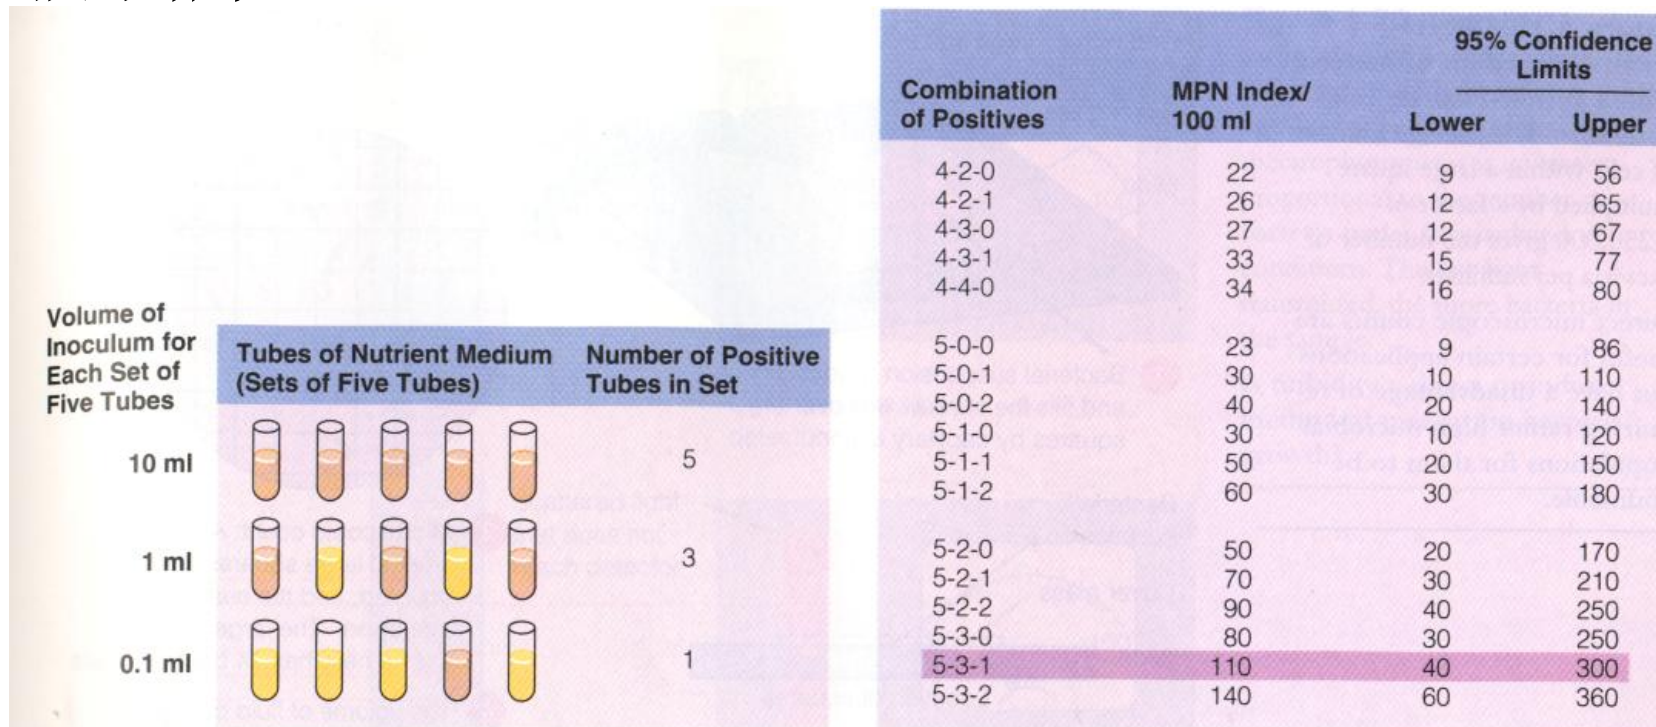 Volume of
Inoculum for
Each Set of
Five Tubes
Tubes of Nutrient Medium
(Sets of Five Tubes)
Number of Positive
Tubes in Set
10 ml 5
1 ml 3
0.1 ml 1
95% Confidence
Limits
Combination
of Positives
MPN Index/
100 ml
Lower Upper
4-2-0 22 9 56
4-2-1 26 12 65
4-3-0 27 12 67
4-3-1 33 15 77
4-4-0 34 16 80
5-0-0 23 9 86
5-0-1 30 10 110
5-0-2 40 20 140
5-1-0 30 10 120
5-1-1 50 20 150
5-1-2 60 30 180
5-2-0 50 20 170
5-2-1 70 30 210
5-2-2 90 40 250
5-3-0 80 30 250
5-3-1 110 40 300
5-3-2 140 60 360